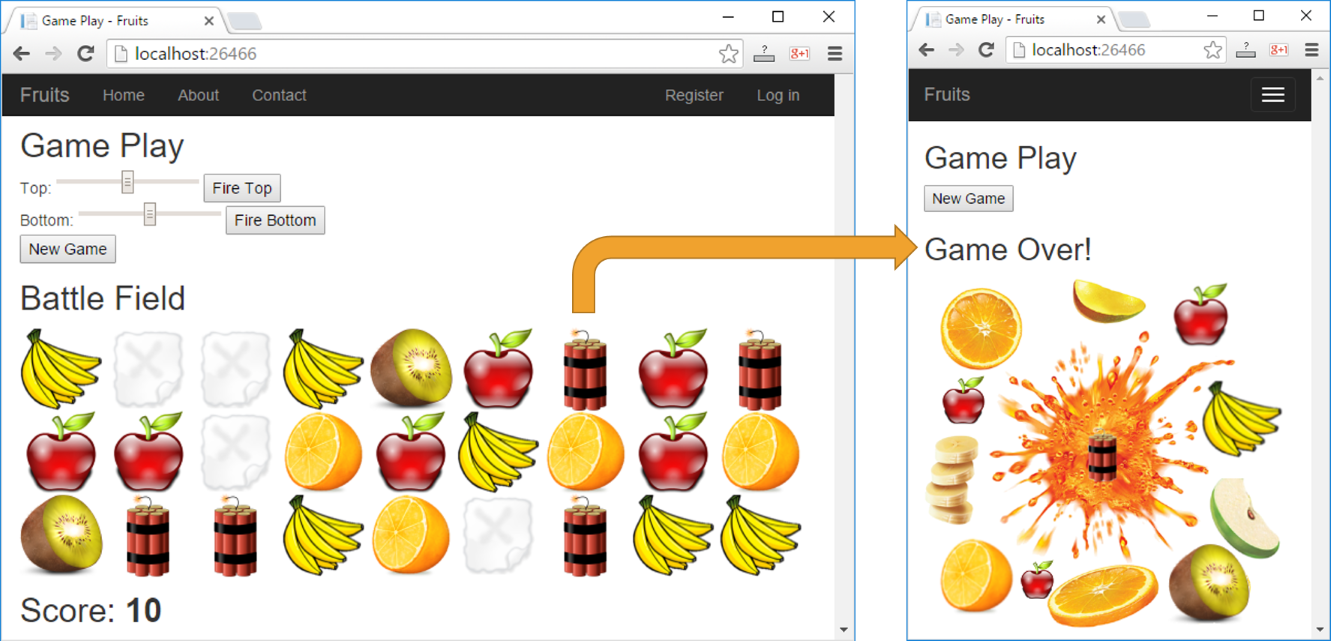 Game Play - Fruits
localhost:26466
?
g+1
Fruits Home About Contact Register Log in
Game Play
Top: Fire Top
Bottom: Fire Bottom
New Game
Battle Field
Score: 10
Game Play - Fruits
localhost:26466
?
g+1
Fruits
Game Play
New Game
Game Over!